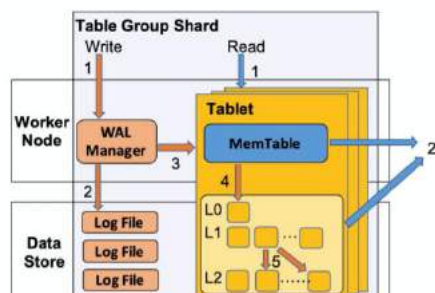 Table Group Shard
Write
Read
1
1
Worker
Node
Tablet
WAL
Manager
MemTable
3
2
2
4
Data
Store
Log File
Log File
Log File
L0
L1
......
5
L2
.......